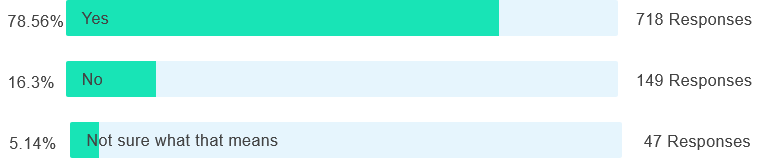 78.56% Yes 718 Responses
16.3% No 149 Responses
5.14% Not sure what that means 47 Responses